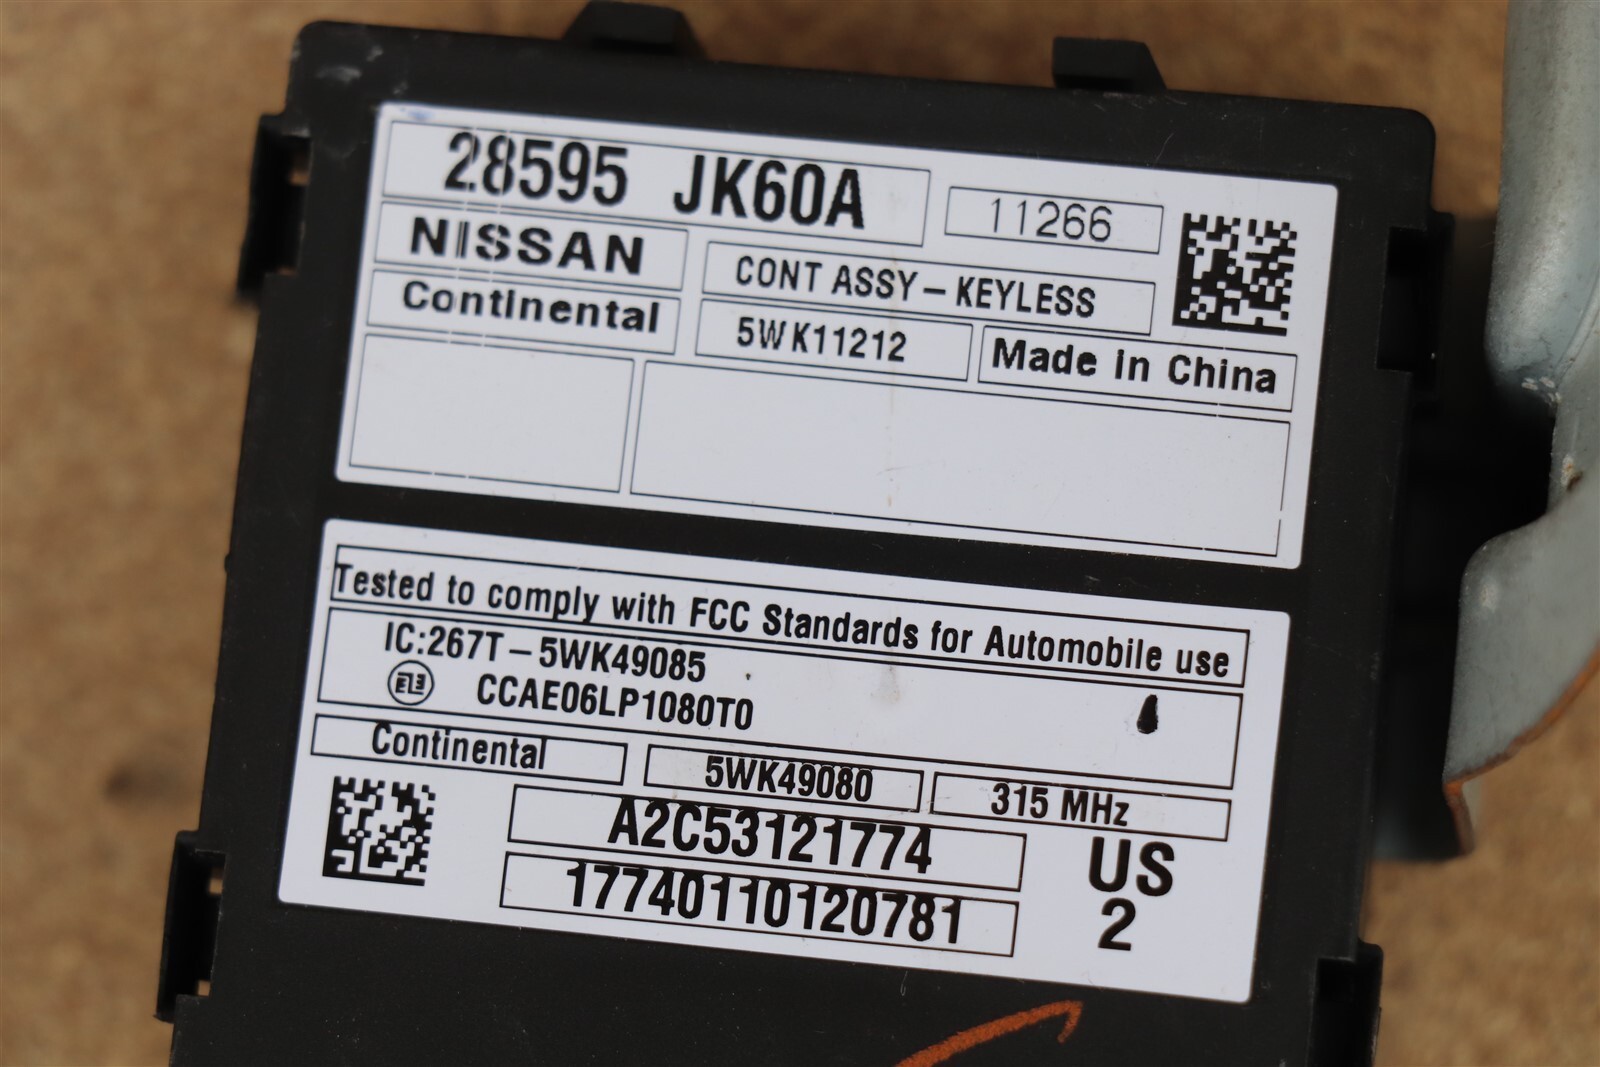 28595 JK60A
11266
NISSAN
CONT ASSY – KEYLESS
Continental
5WK11212
Made in China
Tested to comply with FCC Standards for Automobile use
IC:267T – 5WK49085
CCAE06LP1080T0
Continental
5WK49080
315 MHz
A2C53121774
US
17740110120781
2